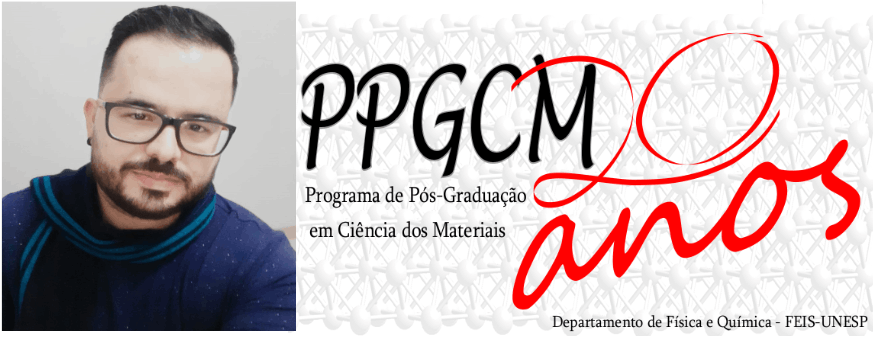 PPGCM
20
anos
Programa de Pós-Graduação
em Ciência dos Materiais
Departamento de Física e Química - FEIS-UNESP